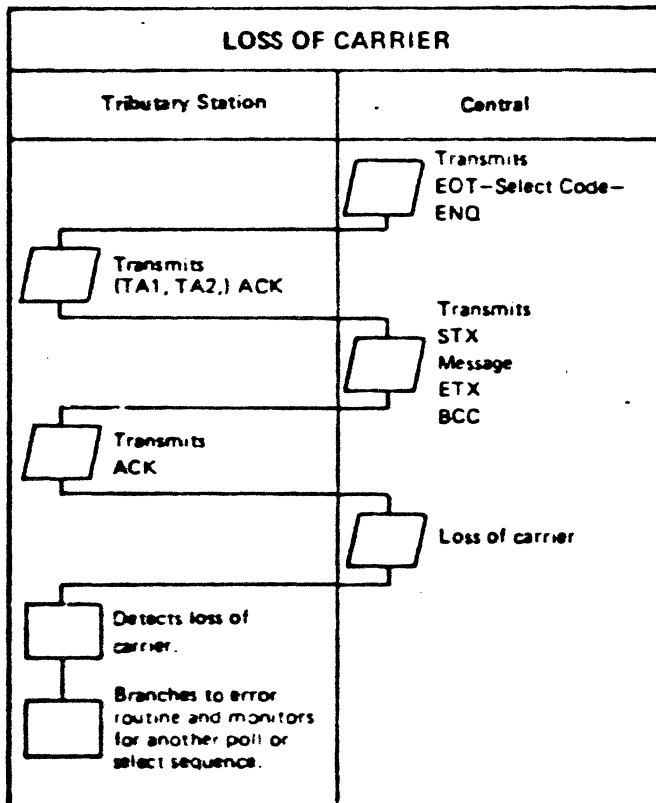 LOSS OF CARRIER
Tributary Station
Central
Transmits
EOT–Select Code–
ENQ
Transmits
(TA1, TA2,) ACK
Transmits
STX
Message
ETX
BCC
Transmits
ACK
Loss of carrier
Detects loss of
carrier.
Branches to error
routine and monitors
for another poll or
select sequence.